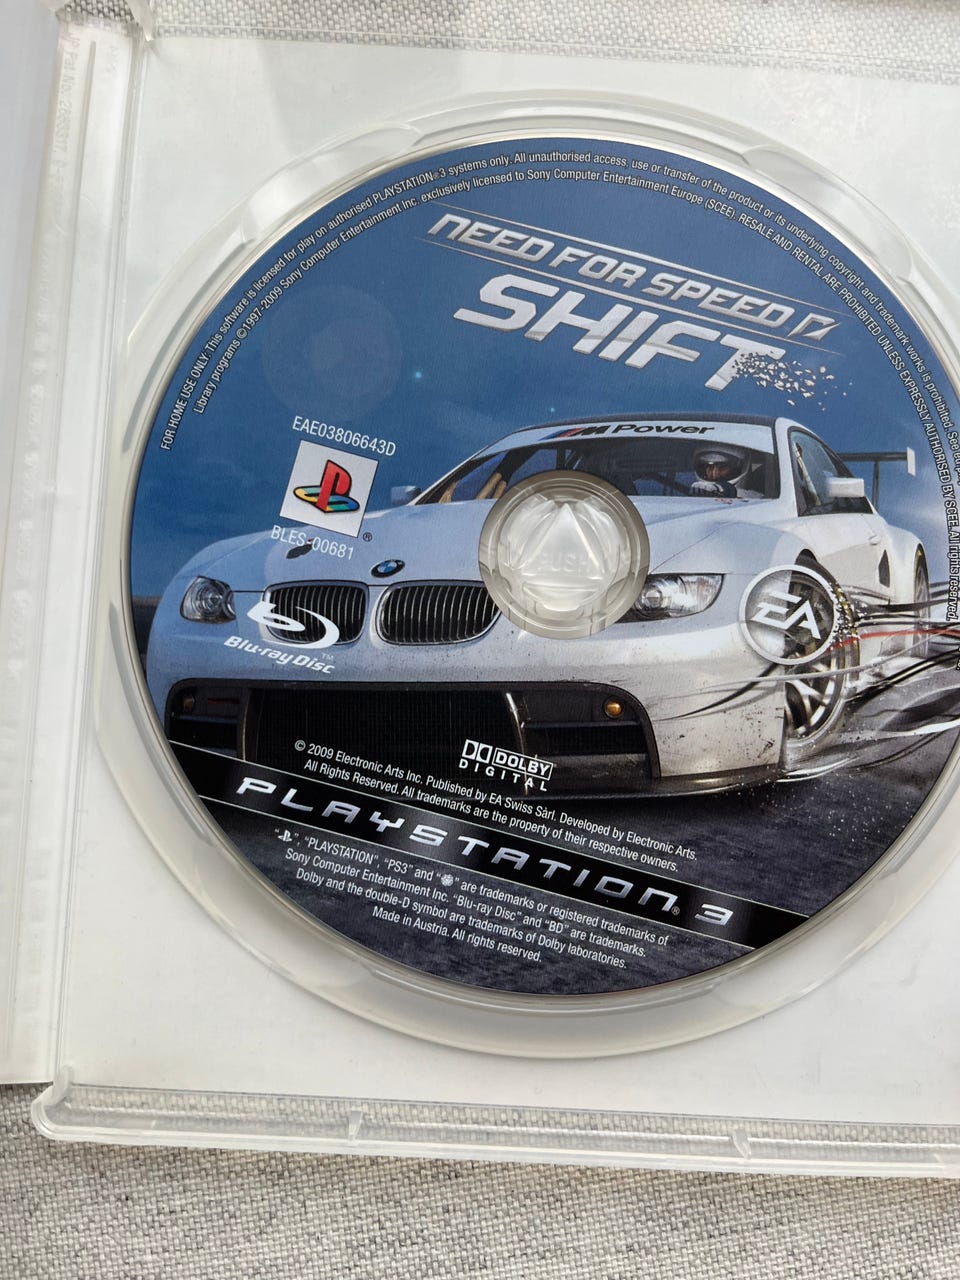 FOR HOME USE ONLY: This software is licensed for play on authorised PLAYSTATION®3 systems only. All unauthorised access, use or transfer of the product or its underlying copyright and trademark works is prohibited. See
Library programs ©1997-2009 Sony Computer Entertainment Inc. exclusively licensed to Sony Computer Entertainment Europe (SCEE). RESALE AND RENTAL ARE PROHIBITED UNLESS EXPRESSLY AUTHORISED BY SCEE. All rights reserved.
NEED FOR SPEED
SHIFT
M Power
EAE03806643D
®
BLES-00681
PUSH
BMW
EA
Blu-ray Disc™
DOLBY
DIGITAL
© 2009 Electronic Arts Inc. Published by EA Swiss Sàrl. Developed by Electronic Arts.
All Rights Reserved. All trademarks are the property of their respective owners.
PLAYSTATION®3
" ", "PLAYSTATION", "PS3" and " " are trademarks or registered trademarks of
Sony Computer Entertainment Inc. "Blu-ray Disc" and "BD" are trademarks.
Dolby and the double-D symbol are trademarks of Dolby laboratories.
Made in Austria. All rights reserved.